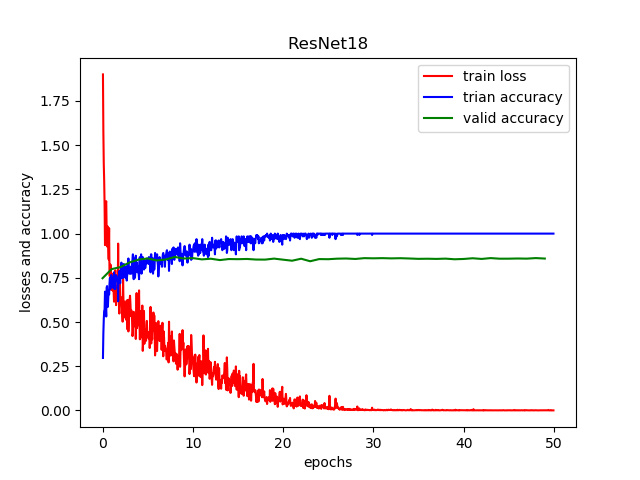 ResNet18
train loss
trian accuracy
valid accuracy
1.75
1.50
1.25
1.00
0.75
0.50
0.25
0.00
losses and accuracy
0
10
20
30
40
50
epochs